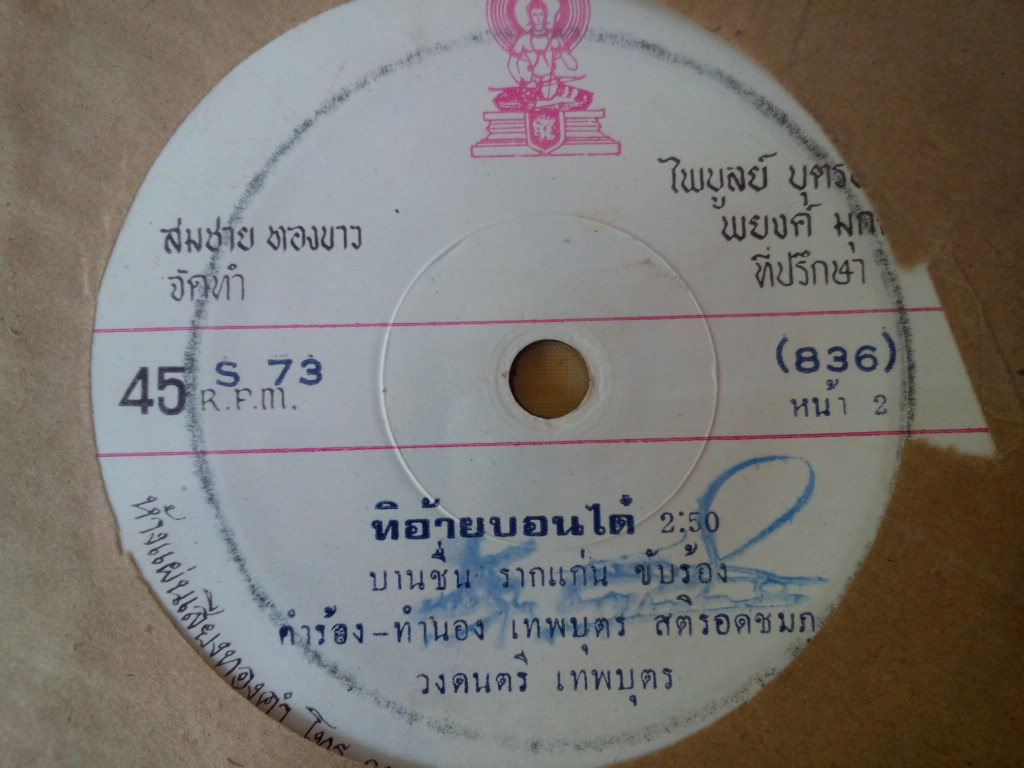 สมชาย ทองขาว
จัดทำ
ไพบูลย์ บุตร
พยงค์ มุก
ที่ปรึกษา
45 R.P.M.
S 73
(836)
หน้า 2
ทิอ้ายบอนได๋ 2:50
บานชื่น รากแก่น ขับร้อง
คำร้อง-ทำนอง เทพบุตร สติรอดชมภู
วงดนตรี เทพบุตร
ห้างแผ่นเสียงทองคำ โทร